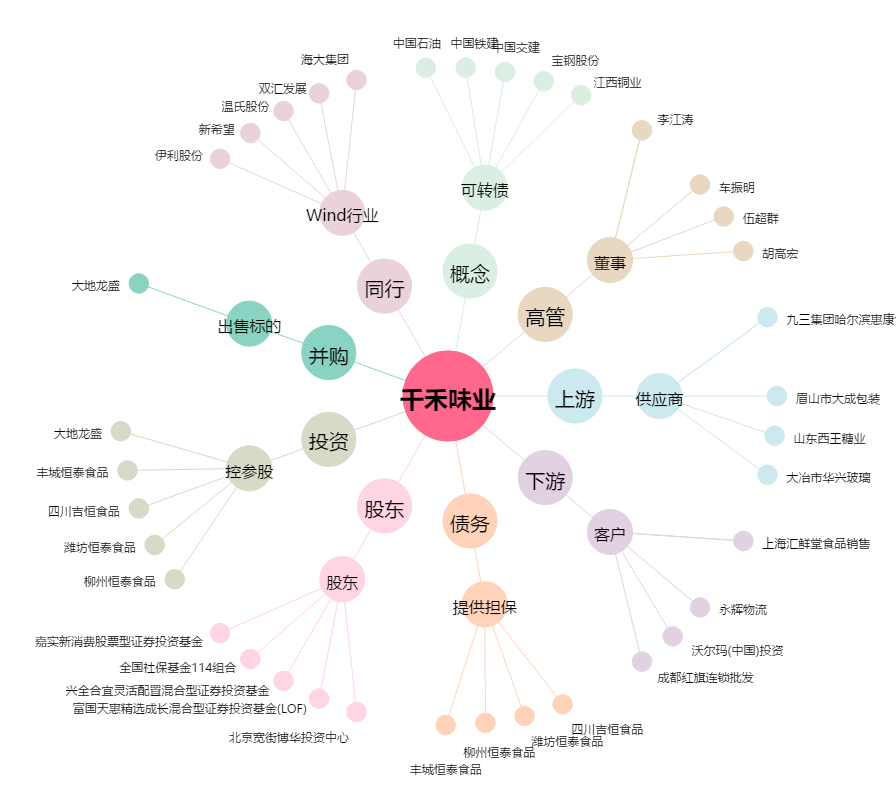 中国石油
中国铁建
中国交建
宝钢股份
江西铜业
可转债
概念
海大集团
双汇发展
温氏股份
新希望
伊利股份
Wind行业
同行
李江涛
车振明
伍超群
胡高宏
董事
高管
大地龙盛
出售标的
并购
千禾味业
九三集团哈尔滨惠康
眉山市大成包装
山东西王糖业
大冶市华兴玻璃
供应商
上游
投资
控参股
大地龙盛
丰城恒泰食品
四川吉恒食品
潍坊恒泰食品
柳州恒泰食品
下游
客户
上海汇鲜堂食品销售
永辉物流
沃尔玛(中国)投资
成都红旗连锁批发
股东
股东
嘉实新消费股票型证券投资基金
全国社保基金114组合
兴全合宜灵活配置混合型证券投资基金
富国天惠精选成长混合型证券投资基金(LOF)
北京宽街博华投资中心
债务
提供担保
四川吉恒食品
潍坊恒泰食品
柳州恒泰食品
丰城恒泰食品